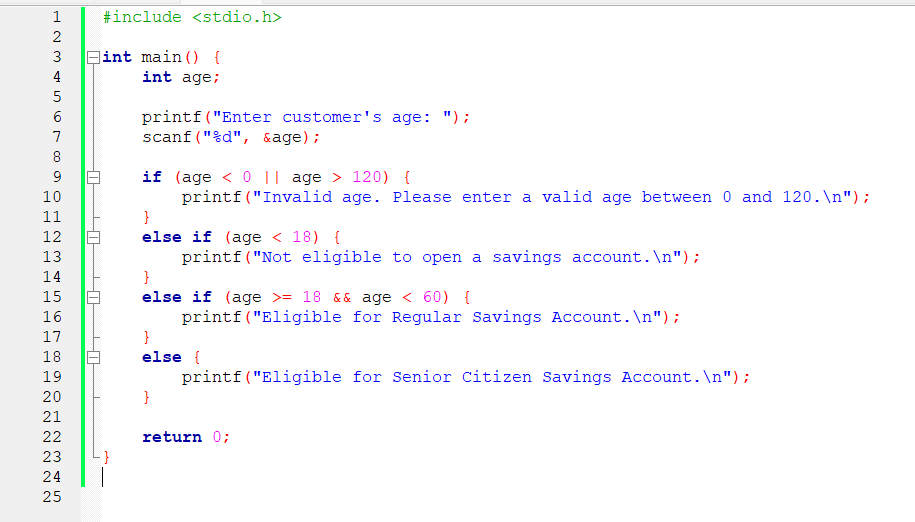 1 #include <stdio.h>
2
3 int main() {
4     int age;
5
6     printf("Enter customer's age: ");
7     scanf("%d", &age);
8
9     if (age < 0 || age > 120) {
10         printf("Invalid age. Please enter a valid age between 0 and 120.\n");
11     }
12     else if (age < 18) {
13         printf("Not eligible to open a savings account.\n");
14     }
15     else if (age >= 18 && age < 60) {
16         printf("Eligible for Regular Savings Account.\n");
17     }
18     else {
19         printf("Eligible for Senior Citizen Savings Account.\n");
20     }
21
22     return 0;
23 }
24
25